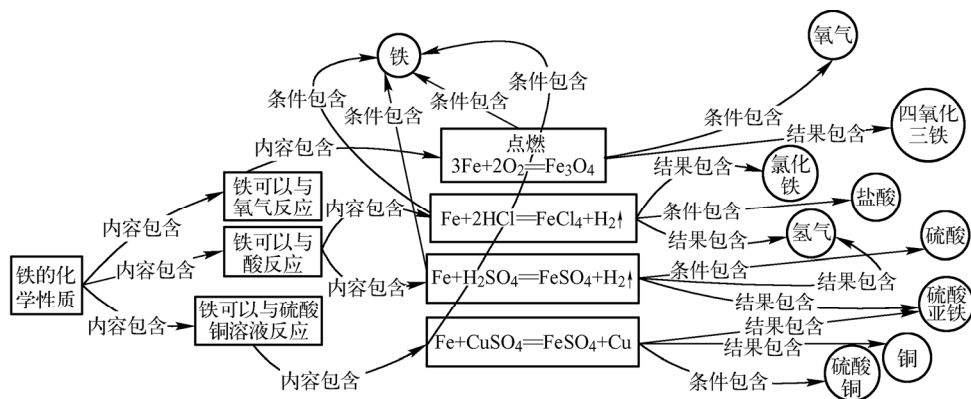 氧气
铁
条件包含
条件包含
条件包含
条件包含
条件包含
四氧化
三铁
结果包含
点燃
3Fe+2O₂══Fe₃O₄
内容包含
铁可以与
氧气反应
结果包含
氯化
铁
内容包含
内容包含
Fe+2HCl══FeCl₄+H₂↑
条件包含
盐酸
结果包含
氢气
硫酸
铁可以与
酸反应
铁的化
学性质
内容包含
内容包含
Fe+H₂SO₄══FeSO₄+H₂↑
条件包含
结果包含
结果包含
硫酸
亚铁
内容包含
铁可以与硫酸
铜溶液反应
结果包含
Fe+CuSO₄══FeSO₄+Cu
结果包含
铜
内容包含
条件包含
硫酸
铜